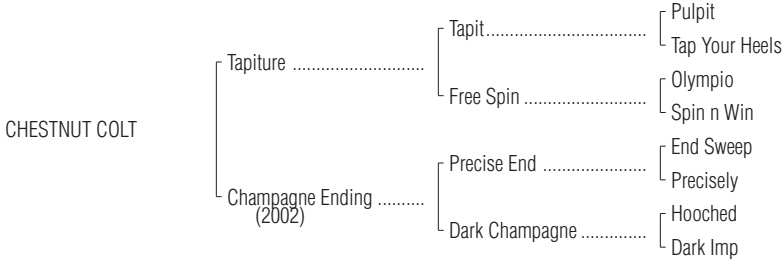 Pulpit
Tapit..................................
Tap Your Heels
Tapiture ............................
Olympio
Free Spin ..........................
Spin n Win
CHESTNUT COLT
End Sweep
Precise End ......................
Precisely
Champagne Ending ..........
(2002)
Hooched
Dark Champagne ..............
Dark Imp